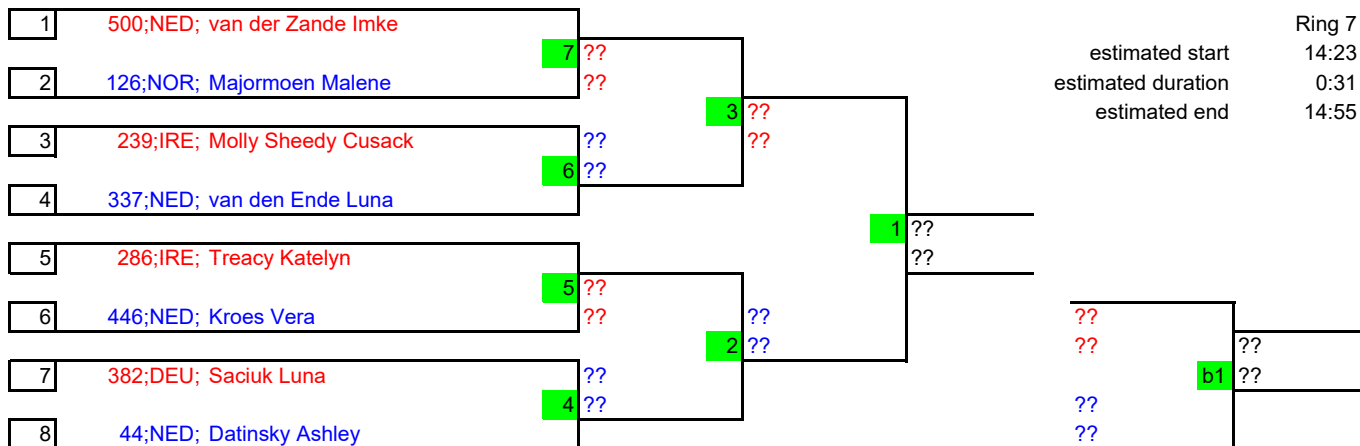 1 500;NED; van der Zande Imke Ring 7
7 ?? estimated start 14:23
2 126;NOR; Majormoen Malene ?? estimated duration 0:31
3 ?? estimated end 14:55
3 239;IRE; Molly Sheedy Cusack ?? ??
6 ??
4 337;NED; van den Ende Luna
1 ??
5 286;IRE; Treacy Katelyn ??
5 ??
6 446;NED; Kroes Vera ?? ?? ??
2 ?? ?? ??
7 382;DEU; Saciuk Luna ?? b1 ??
4 ?? ??
8 44;NED; Datinsky Ashley ??